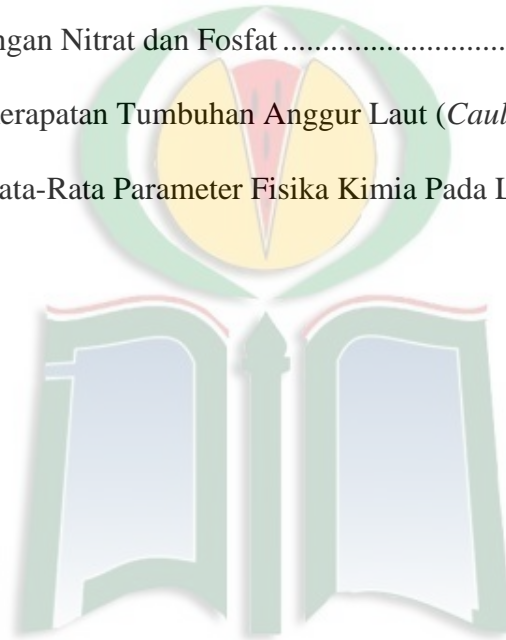 ngan Nitrat dan Fosfat ................................
erapatan Tumbuhan Anggur Laut (Caul
ata-Rata Parameter Fisika Kimia Pada L